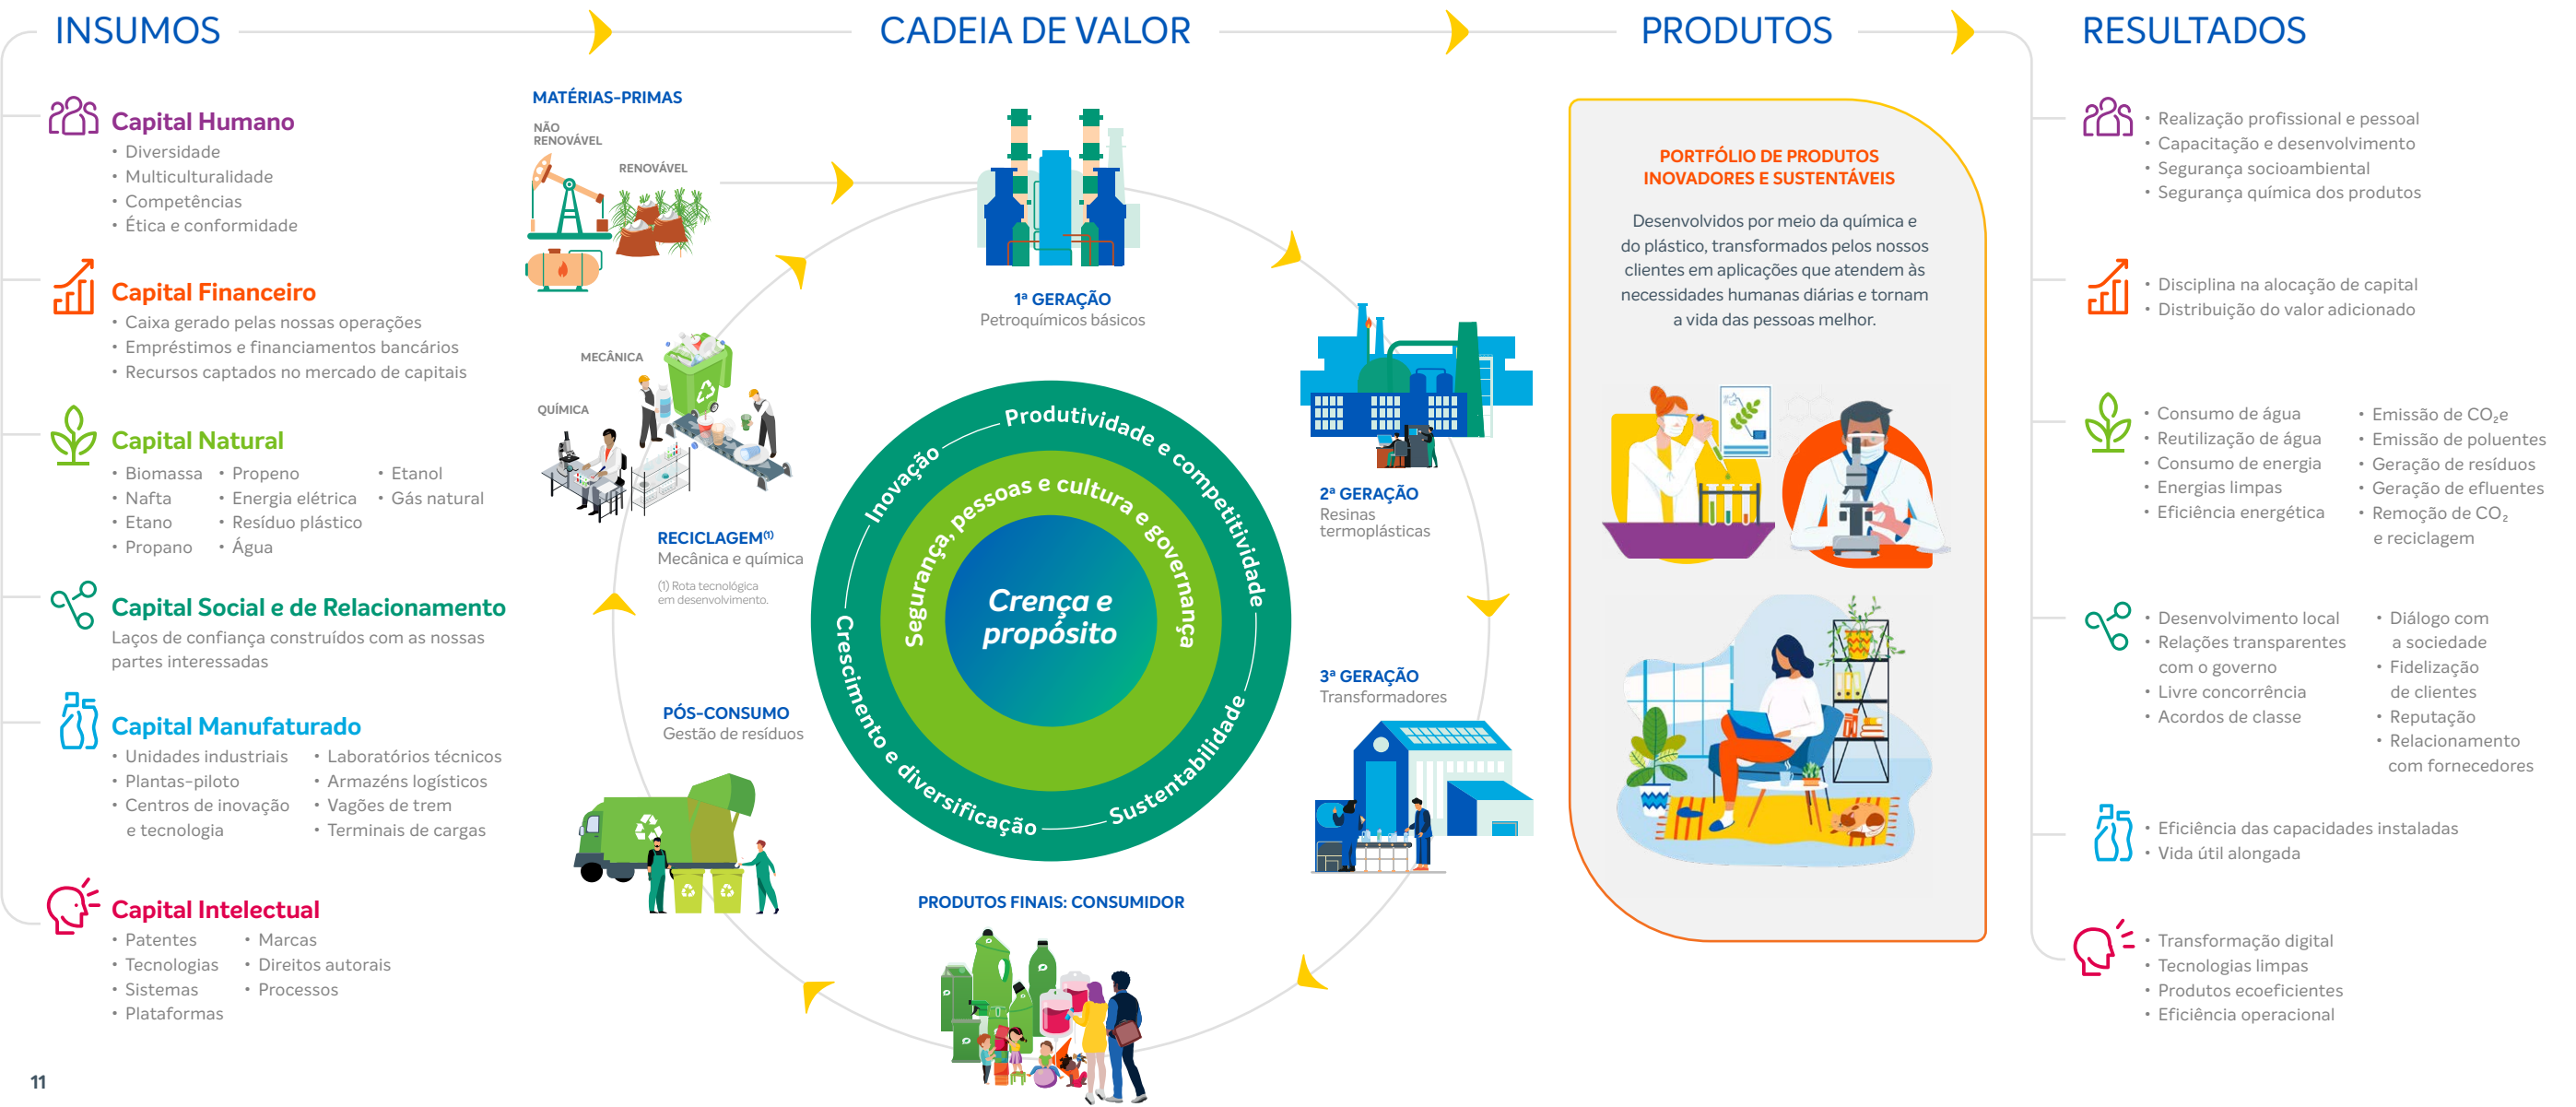 INSUMOS
CADEIA DE VALOR
PRODUTOS
RESULTADOS
Capital Humano
• Diversidade
• Multiculturalidade
• Competências
• Ética e conformidade
Capital Financeiro
• Caixa gerado pelas nossas operações
• Empréstimos e financiamentos bancários
• Recursos captados no mercado de capitais
Capital Natural
• Biomassa
• Nafta
• Etano
• Propano
• Propeno
• Energia elétrica
• Resíduo plástico
• Água
• Etanol
• Gás natural
Capital Social e de Relacionamento
Laços de confiança construídos com as nossas
partes interessadas
Capital Manufaturado
• Unidades industriais
• Plantas-piloto
• Centros de inovação
e tecnologia
• Laboratórios técnicos
• Armazéns logísticos
• Vagões de trem
• Terminais de cargas
Capital Intelectual
• Patentes
• Tecnologias
• Sistemas
• Plataformas
• Marcas
• Direitos autorais
• Processos
MATÉRIAS-PRIMAS
NÃO
RENOVÁVEL
RENOVÁVEL
1ª GERAÇÃO
Petroquímicos básicos
2ª GERAÇÃO
Resinas
termoplásticas
3ª GERAÇÃO
Transformadores
PRODUTOS FINAIS: CONSUMIDOR
PÓS-CONSUMO
Gestão de resíduos
MECÂNICA
QUÍMICA
RECICLAGEM(1)
Mecânica e química
(1) Rota tecnológica
em desenvolvimento.
Inovação
Produtividade e competitividade
Sustentabilidade
Crescimento e diversificação
Segurança, pessoas e cultura e governança
Crença e
propósito
PORTFÓLIO DE PRODUTOS
INOVADORES E SUSTENTÁVEIS
Desenvolvidos por meio da química e
do plástico, transformados pelos nossos
clientes em aplicações que atendem às
necessidades humanas diárias e tornam
a vida das pessoas melhor.
• Realização profissional e pessoal
• Capacitação e desenvolvimento
• Segurança socioambiental
• Segurança química dos produtos
• Disciplina na alocação de capital
• Distribuição do valor adicionado
• Consumo de água
• Reutilização de água
• Consumo de energia
• Energias limpas
• Eficiência energética
• Emissão de CO₂e
• Emissão de poluentes
• Geração de resíduos
• Geração de efluentes
• Remoção de CO₂
e reciclagem
• Desenvolvimento local
• Relações transparentes
com o governo
• Livre concorrência
• Acordos de classe
• Diálogo com
a sociedade
• Fidelização
de clientes
• Reputação
• Relacionamento
com fornecedores
• Eficiência das capacidades instaladas
• Vida útil alongada
• Transformação digital
• Tecnologias limpas
• Produtos ecoeficientes
• Eficiência operacional
11